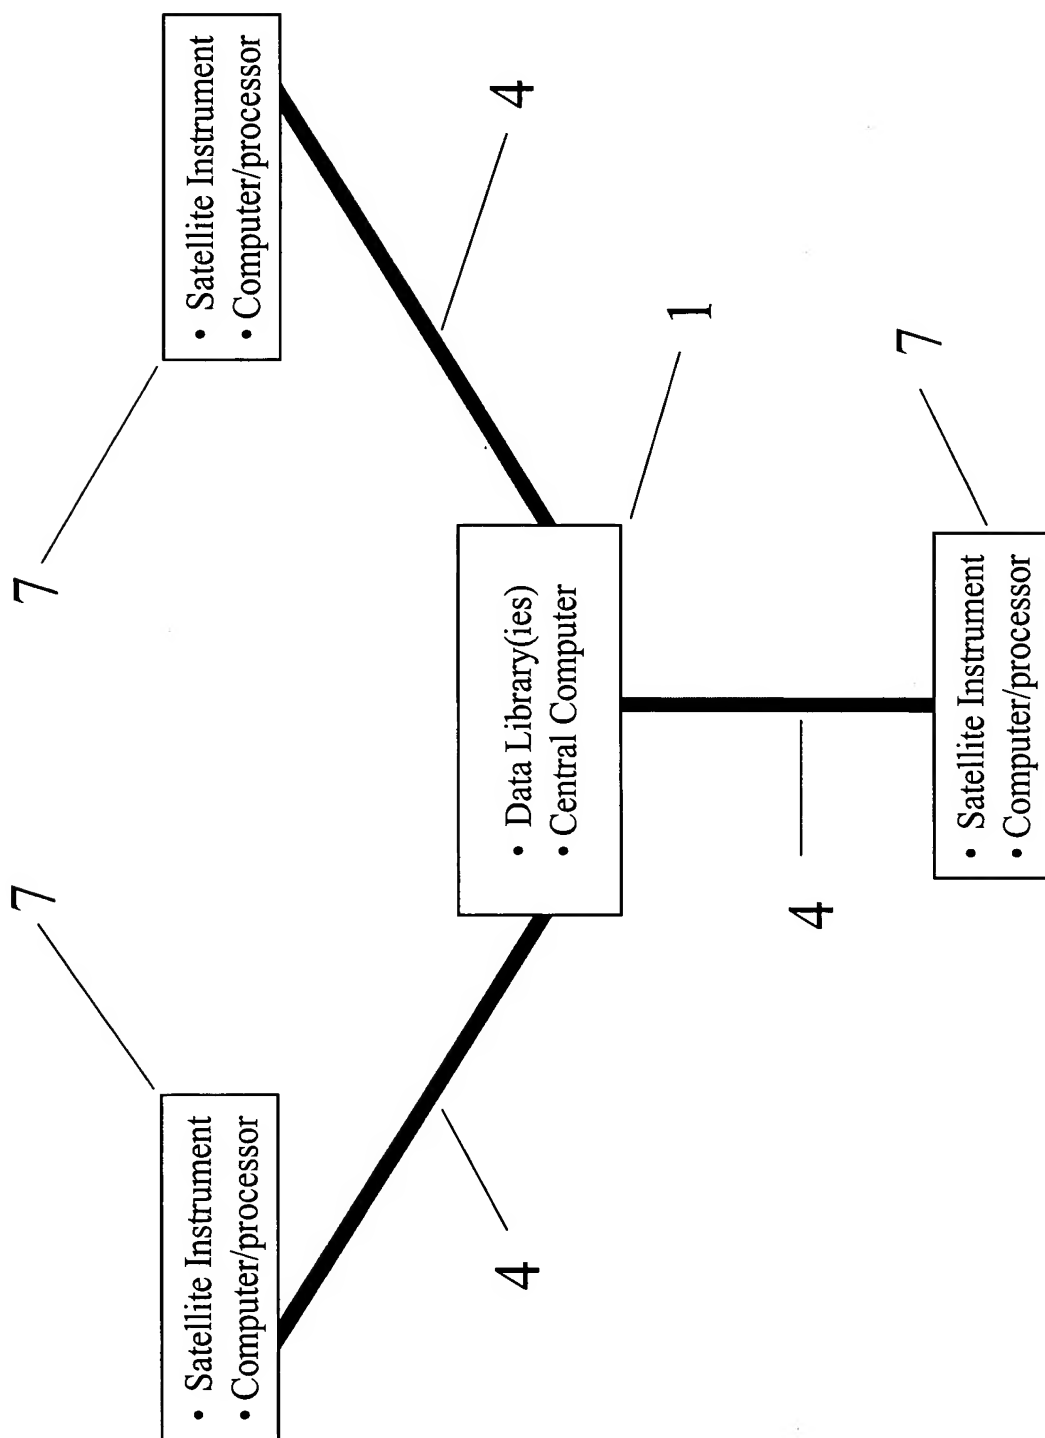 7
• Satellite Instrument
• Computer/processor
4
7
• Satellite Instrument
• Computer/processor
4
1
• Data Library(ies)
• Central Computer
4
7
• Satellite Instrument
• Computer/processor